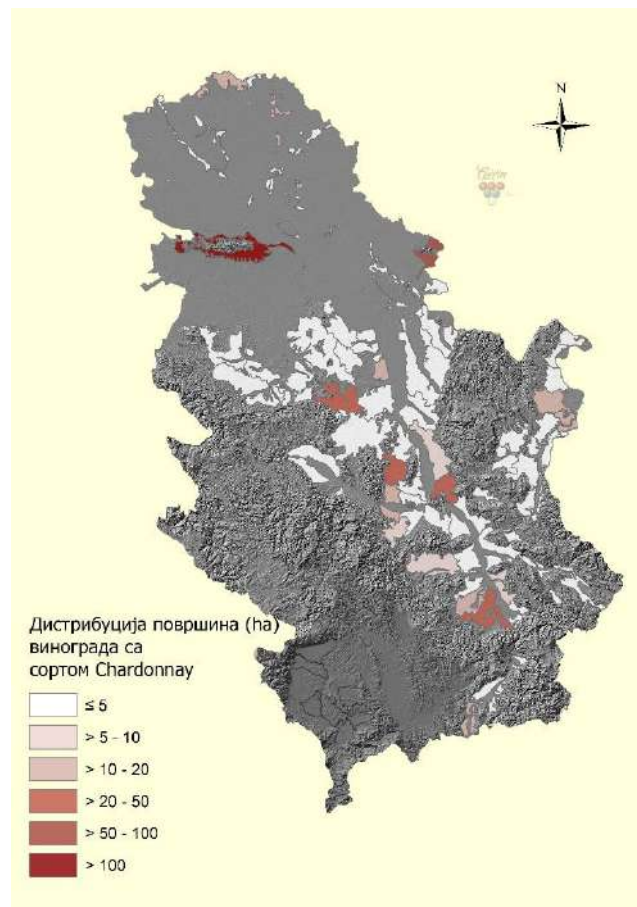 N
Дистрибуција површина (ha)
винограда са
сортом Chardonnay
≤ 5
> 5 - 10
> 10 - 20
> 20 - 50
> 50 - 100
> 100